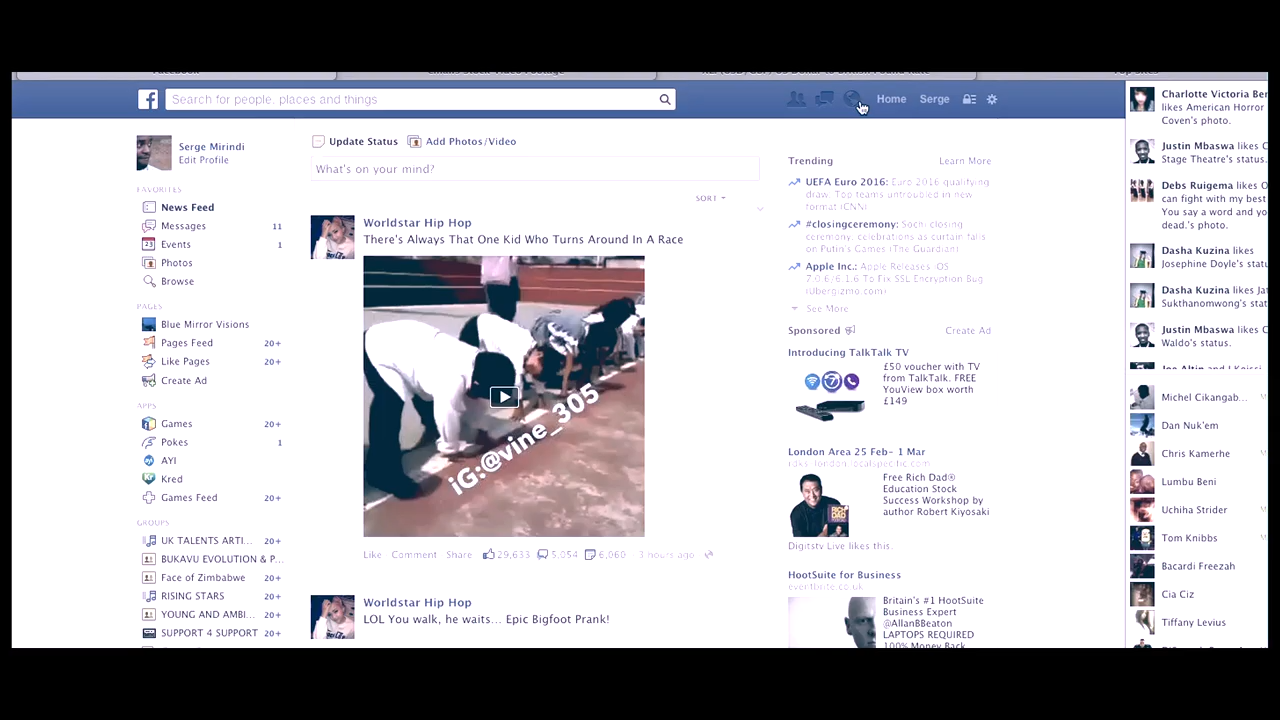 Search for people, places and things
Home
Serge
Serge Mirindi
Edit Profile
FAVORITES
News Feed
Messages 11
Events 1
Photos
Browse
PAGES
Blue Mirror Visions
Pages Feed 20+
Like Pages 20+
Create Ad
APPS
Games 20+
Pokes 1
AYI
Kred
Games Feed 20+
GROUPS
UK TALENTS ARTI... 20+
BUKAVU EVOLUTION & P...
Face of Zimbabwe 20+
RISING STARS 20+
YOUNG AND AMBI... 20+
SUPPORT 4 SUPPORT 20+
Update Status Add Photos/Video
What's on your mind?
SORT
Worldstar Hip Hop
There's Always That One Kid Who Turns Around In A Race
iG:@vine_305
Like Comment Share 29,633 5,054 6,060 3 hours ago
Worldstar Hip Hop
LOL You walk, he waits... Epic Bigfoot Prank!
Trending Learn More
UEFA Euro 2016: Euro 2016 qualifying
draw: Top teams untroubled in new
format (CNN)
#closingceremony: Sochi closing
ceremony: celebrations as curtain falls
on Putin's Games (The Guardian)
Apple Inc.: Apple Releases iOS
7.0.6/6.1.6 To Fix SSL Encryption Bug
(Ubergizmo.com)
See More
Sponsored Create Ad
Introducing TalkTalk TV
£50 voucher with TV
from TalkTalk. FREE
YouView box worth
£149
London Area 25 Feb- 1 Mar
rdks-london.localspecific.com
Free Rich Dad®
Education Stock
Success Workshop by
author Robert Kiyosaki
RICH
DAD
Digitstv Live likes this.
HootSuite for Business
eventbrite.co.uk
Britain's #1 HootSuite
Business Expert
@AllanBBeaton
LAPTOPS REQUIRED
100% Money Back
Charlotte Victoria Ber
likes American Horror
Coven's photo.
Justin Mbaswa likes C
Stage Theatre's status.
Debs Ruigema likes O
can fight with my best
You say a word and yo
dead.'s photo.
Dasha Kuzina likes
Josephine Doyle's statu
Dasha Kuzina likes Jat
Sukthanomwong's stat
Justin Mbaswa likes C
Waldo's status.
Michel Cikangab...
Dan Nuk'em
Chris Kamerhe
Lumbu Beni
Uchiha Strider
Tom Knibbs
Bacardi Freezah
Cia Ciz
Tiffany Levius